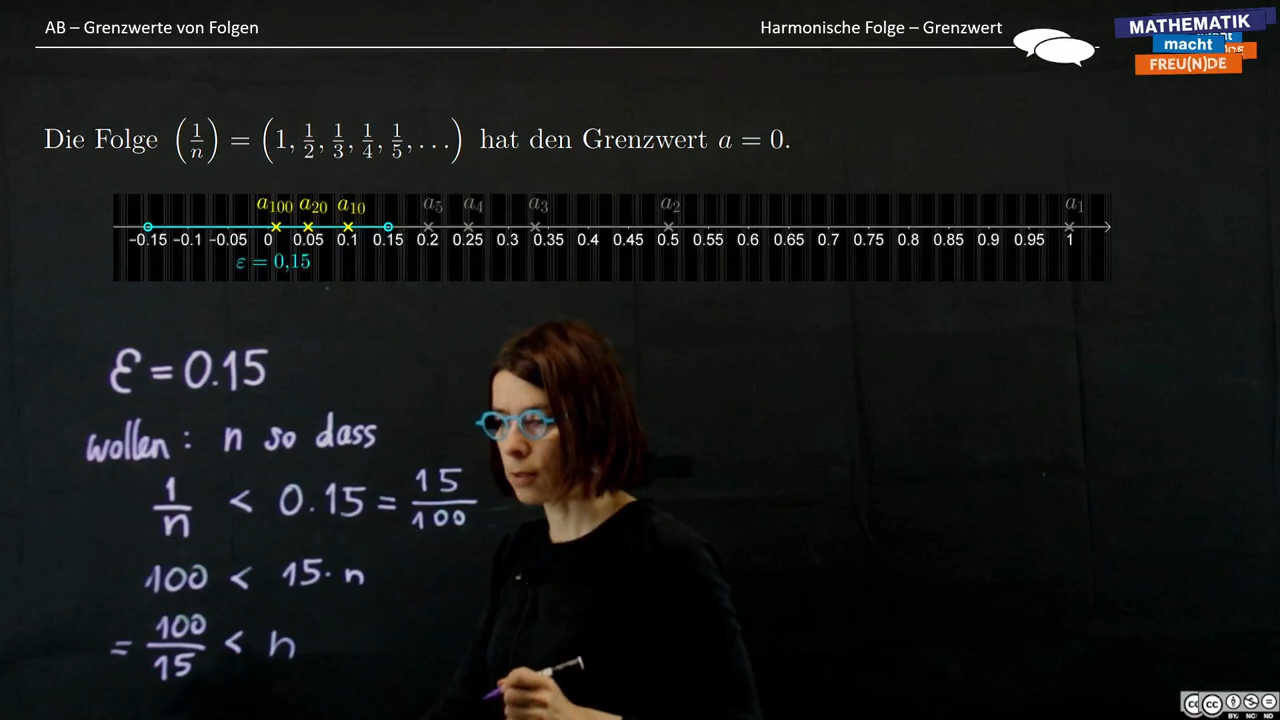 AB – Grenzwerte von Folgen
Harmonische Folge – Grenzwert
MATHEMATIK
macht
FREU(N)DE
Die Folge (1/n) = (1, 1/2, 1/3, 1/4, 1/5, …) hat den Grenzwert a = 0.
a₁₀₀ a₂₀ a₁₀ a₅ a₄ a₃ a₂ a₁
−0.15 −0.1 −0.05 0 0.05 0.1 0.15 0.2 0.25 0.3 0.35 0.4 0.45 0.5 0.55 0.6 0.65 0.7 0.75 0.8 0.85 0.9 0.95 1
ε = 0,15
ε = 0.15
wollen : n so dass
1/n < 0.15 = 15/100
100 < 15 · n
= 100/15 < n
cc
BY NC ND